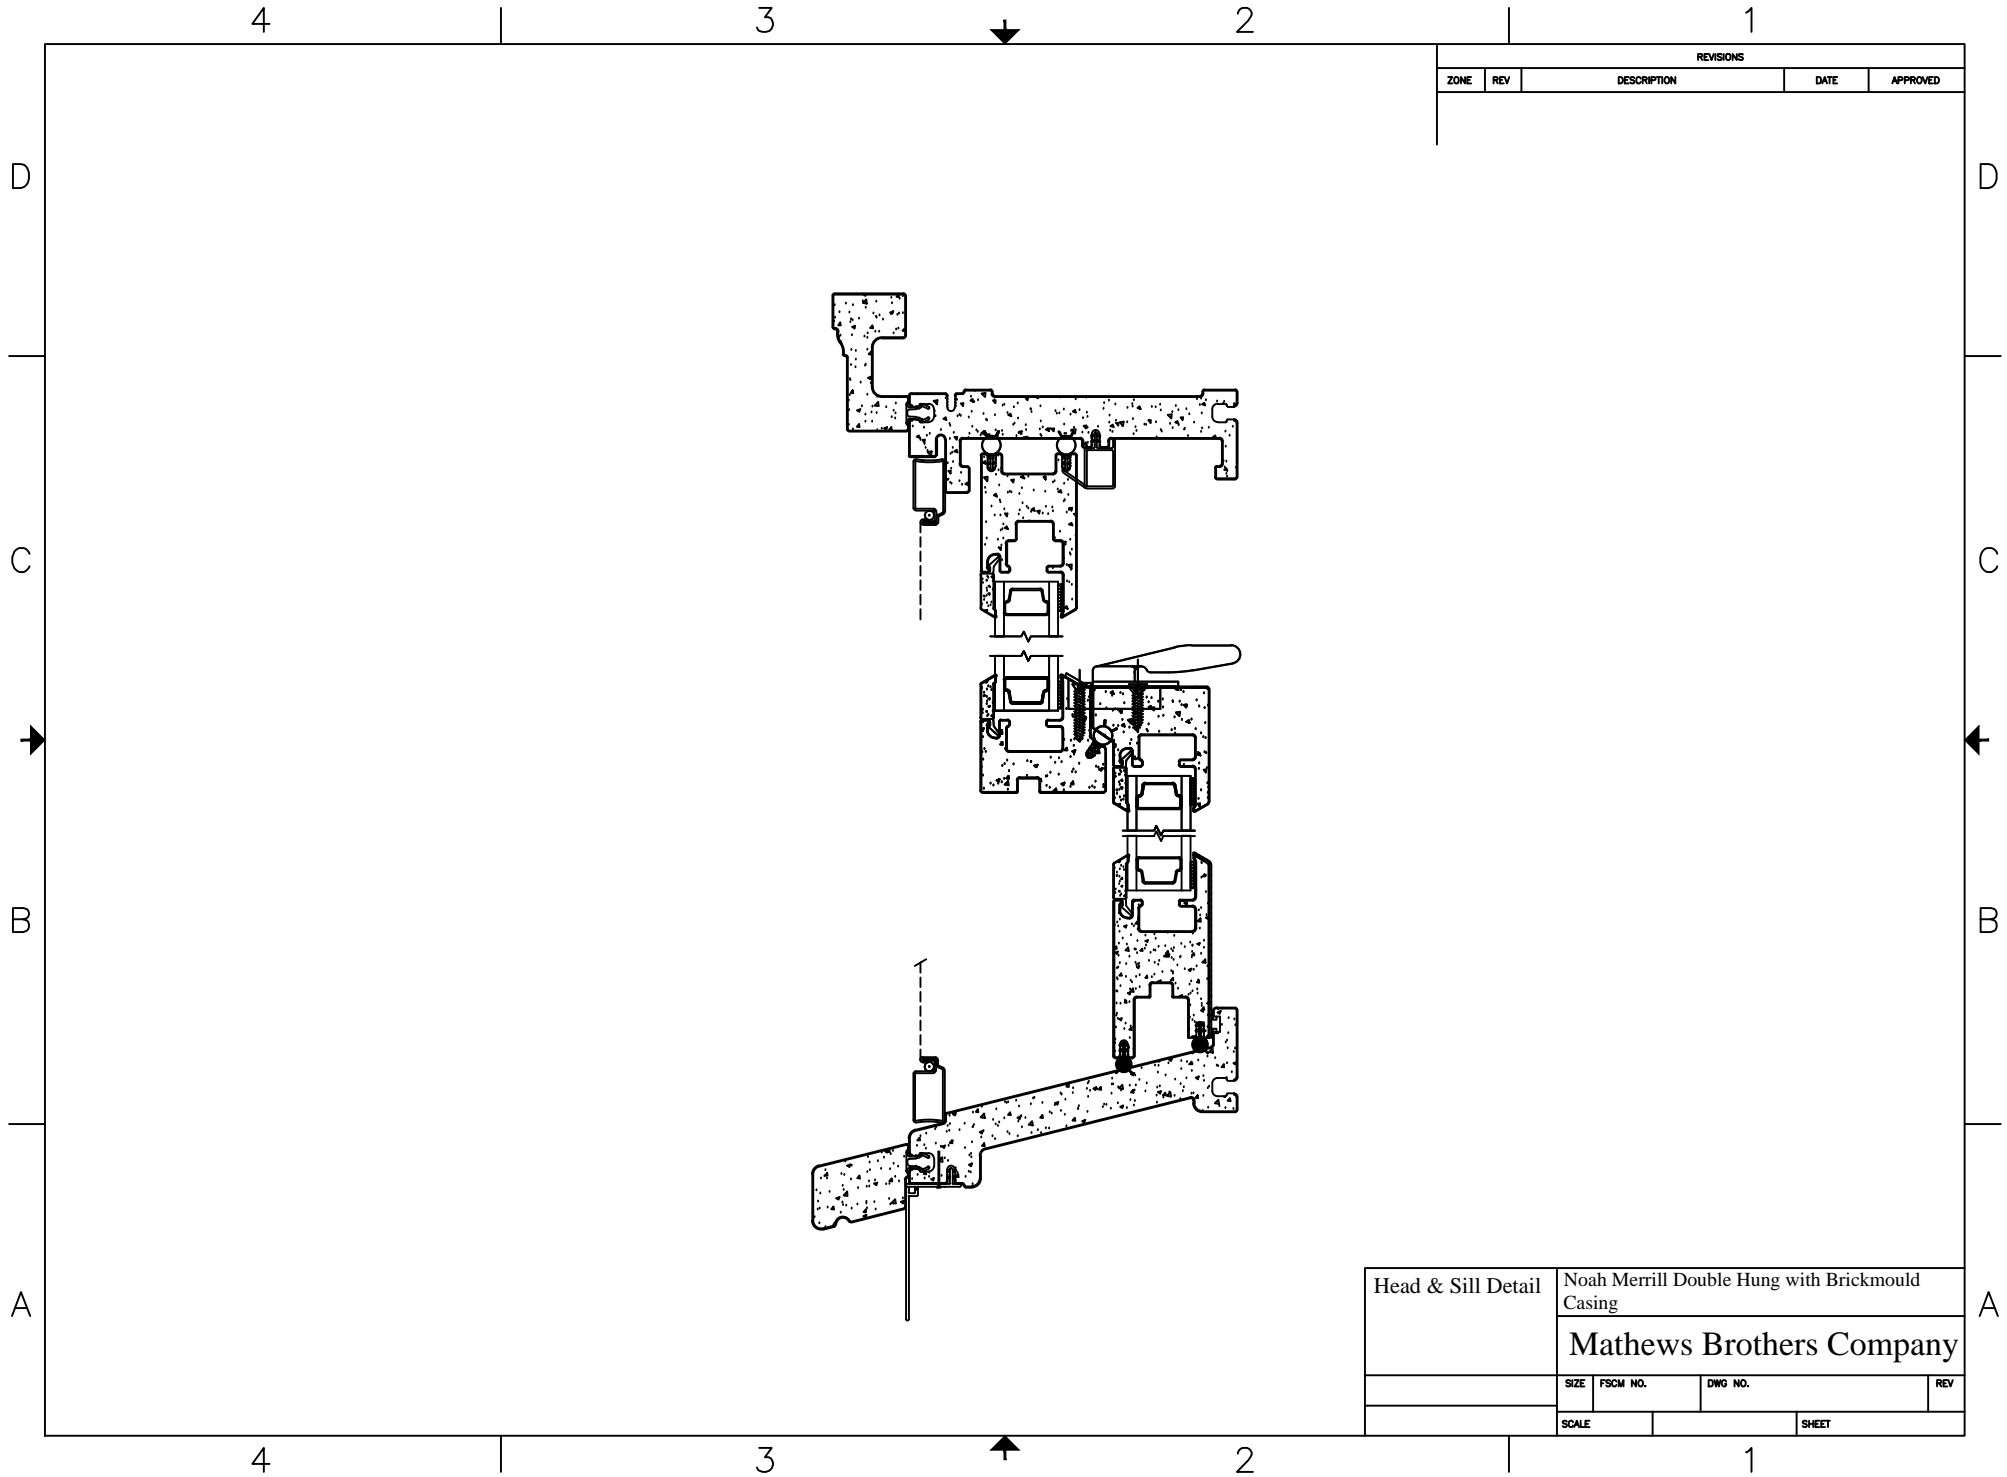 4 3 2 1
REVISIONS
ZONE REV DESCRIPTION DATE APPROVED
D D
C C
B B
A A
Head & Sill Detail
Noah Merrill Double Hung with Brickmould
Casing
Mathews Brothers Company
SIZE FSCM NO. DWG NO. REV
SCALE SHEET
4 3 2 1